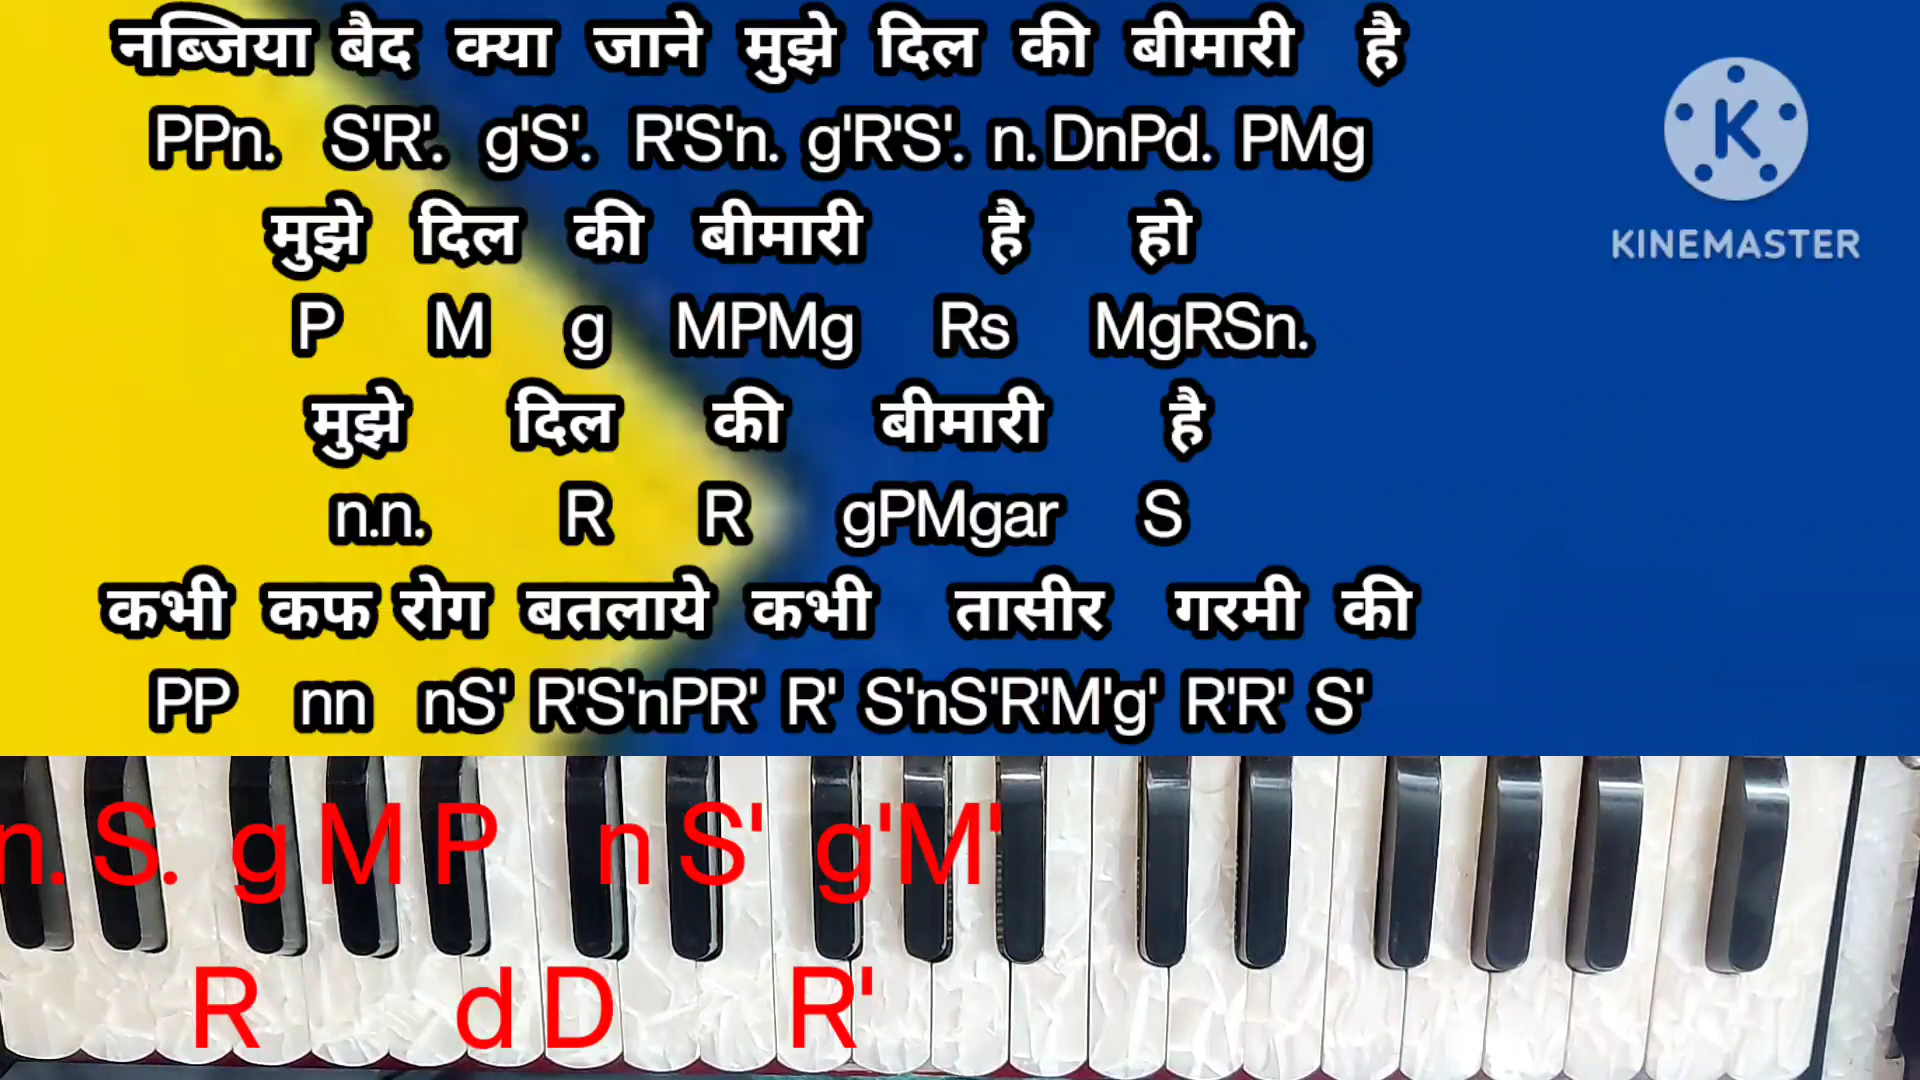 नब्जिया बैद क्या जाने मुझे दिल की बीमारी है
PPn. S'R'. g'S'. R'S'n. g'R'S'. n. DnPd. PMg
मुझे दिल की बीमारी है हो
P M g MPMg Rs MgRSn.
मुझे दिल की बीमारी है
n.n. R R gPMgar S
कभी कफ रोग बतलाये कभी तासीर गरमी की
PP nn nS' R'S'nPR' R' S'nS'R'M'g' R'R' S'
K
KINEMASTER
n. S. g M P n S' g' M'
R d D R'